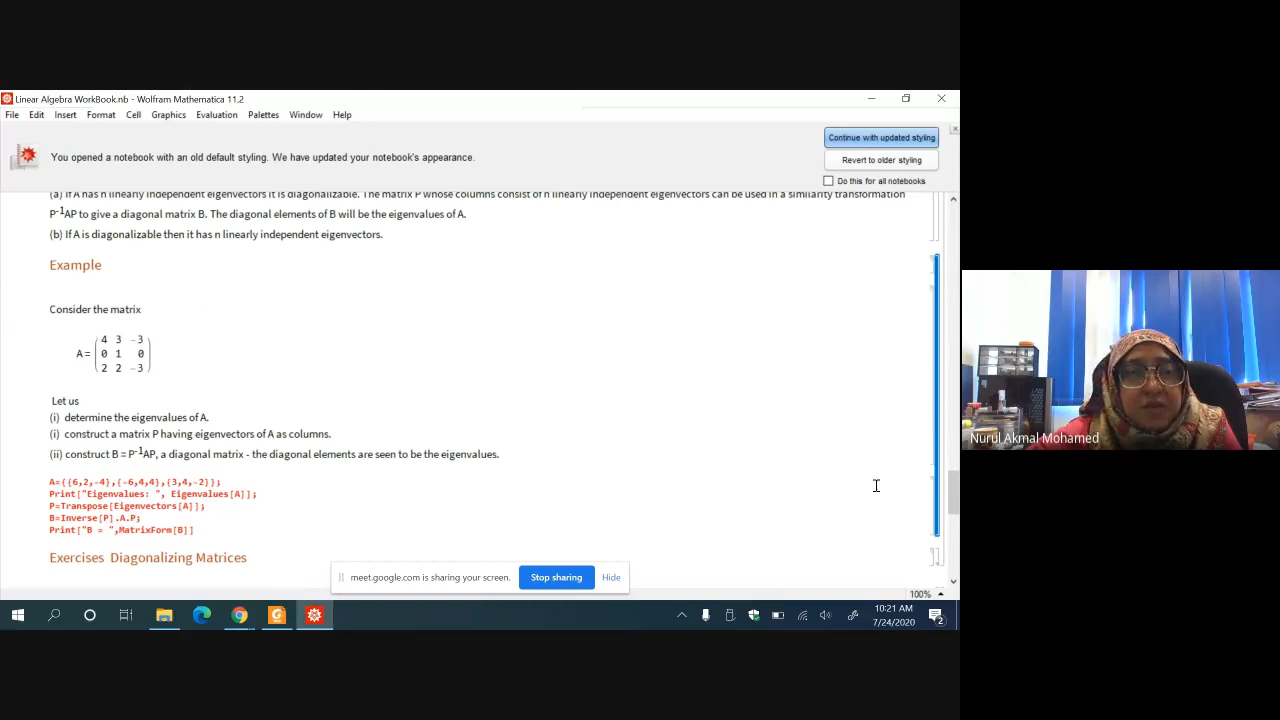 Linear Algebra WorkBook.nb - Wolfram Mathematica 11.2
File Edit Insert Format Cell Graphics Evaluation Palettes Window Help
You opened a notebook with an old default styling. We have updated your notebook's appearance.
Continue with updated styling
Revert to older styling
Do this for all notebooks
(a) If A has n linearly independent eigenvectors it is diagonalizable. The matrix P whose columns consist of n linearly independent eigenvectors can be used in a similarity transformation
P⁻¹AP to give a diagonal matrix B. The diagonal elements of B will be the eigenvalues of A.
(b) If A is diagonalizable then it has n linearly independent eigenvectors.
Example
Consider the matrix
4 3 -3
A = 0 1 0
2 2 -3
Let us
(i) determine the eigenvalues of A.
(i) construct a matrix P having eigenvectors of A as columns.
(ii) construct B = P⁻¹AP, a diagonal matrix - the diagonal elements are seen to be the eigenvalues.
A={{6,2,-4},{-6,4,4},{3,4,-2}};
Print["Eigenvalues: ", Eigenvalues[A]];
P=Transpose[Eigenvectors[A]];
B=Inverse[P].A.P;
Print["B = ",MatrixForm[B]]
Exercises Diagonalizing Matrices
meet.google.com is sharing your screen. Stop sharing Hide
100%
10:21 AM
7/24/2020
2
Nurul Akmal Mohamed